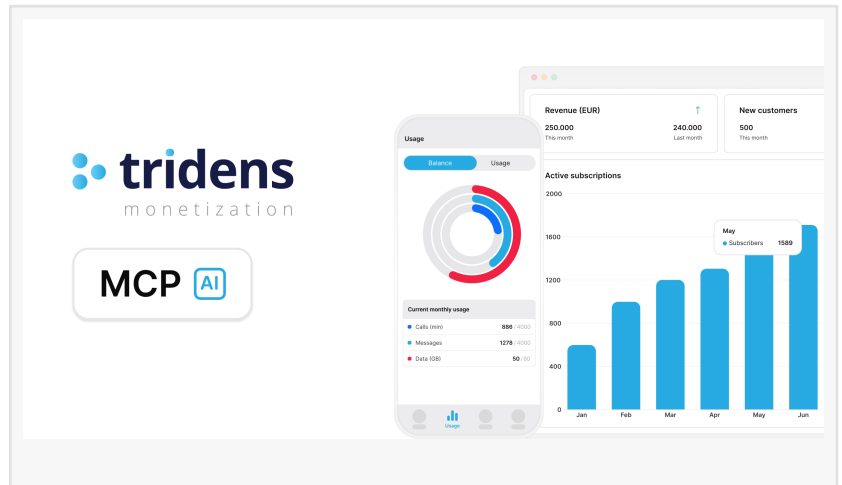 tridens
monetization
MCP AI
Usage
Balance Usage
Current monthly usage
Calls (min) 886 / 4000
Messages 1278 / 4000
Data (GB) 50 / 80
Usage
Revenue (EUR) ↑
250.000 240.000
This month Last month
New customers
500
This month
Active subscriptions
2000
1600
1200
800
400
0
May
Subscribers 1589
Jan Feb Mar Apr May Jun